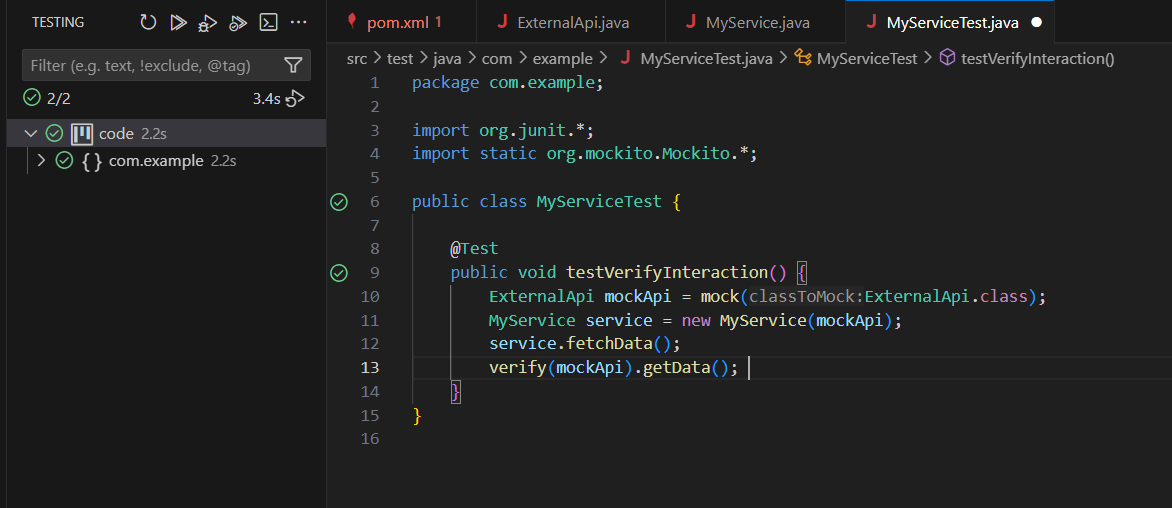 TESTING
Filter (e.g. text, !exclude, @tag)
2/2 3.4s
code 2.2s
{} com.example 2.2s
pom.xml 1 ExternalApi.java MyService.java MyServiceTest.java
src > test > java > com > example > MyServiceTest.java > MyServiceTest > testVerifyInteraction()
1 package com.example;
2
3 import org.junit.*;
4 import static org.mockito.Mockito.*;
5
6 public class MyServiceTest {
7
8 @Test
9 public void testVerifyInteraction() {
10 ExternalApi mockApi = mock(classToMock:ExternalApi.class);
11 MyService service = new MyService(mockApi);
12 service.fetchData();
13 verify(mockApi).getData();
14 }
15 }
16